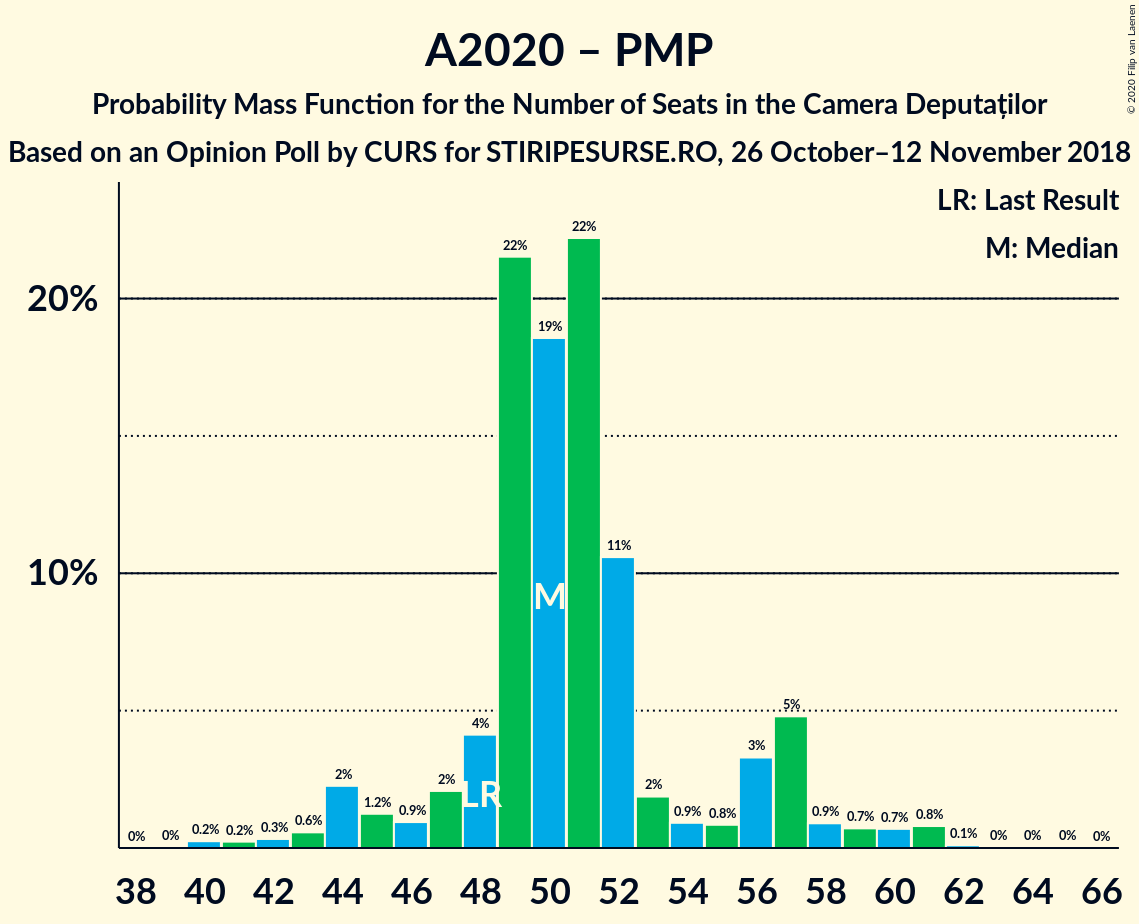 A2020 – PMP
Probability Mass Function for the Number of Seats in the Camera Deputaților
Based on an Opinion Poll by CURS for STIRIPESURSE.RO, 26 October–12 November 2018
© 2020 Filip van Laenen
LR: Last Result
M: Median
20%
10%
0% 0% 0.2% 0.2% 0.3% 0.6% 2% 1.2% 0.9% 2% 4% 22% 19% 22% 11% 2% 0.9% 0.8% 3% 5% 0.9% 0.7% 0.7% 0.8% 0.1% 0% 0% 0% 0%
M
LR
38 40 42 44 46 48 50 52 54 56 58 60 62 64 66